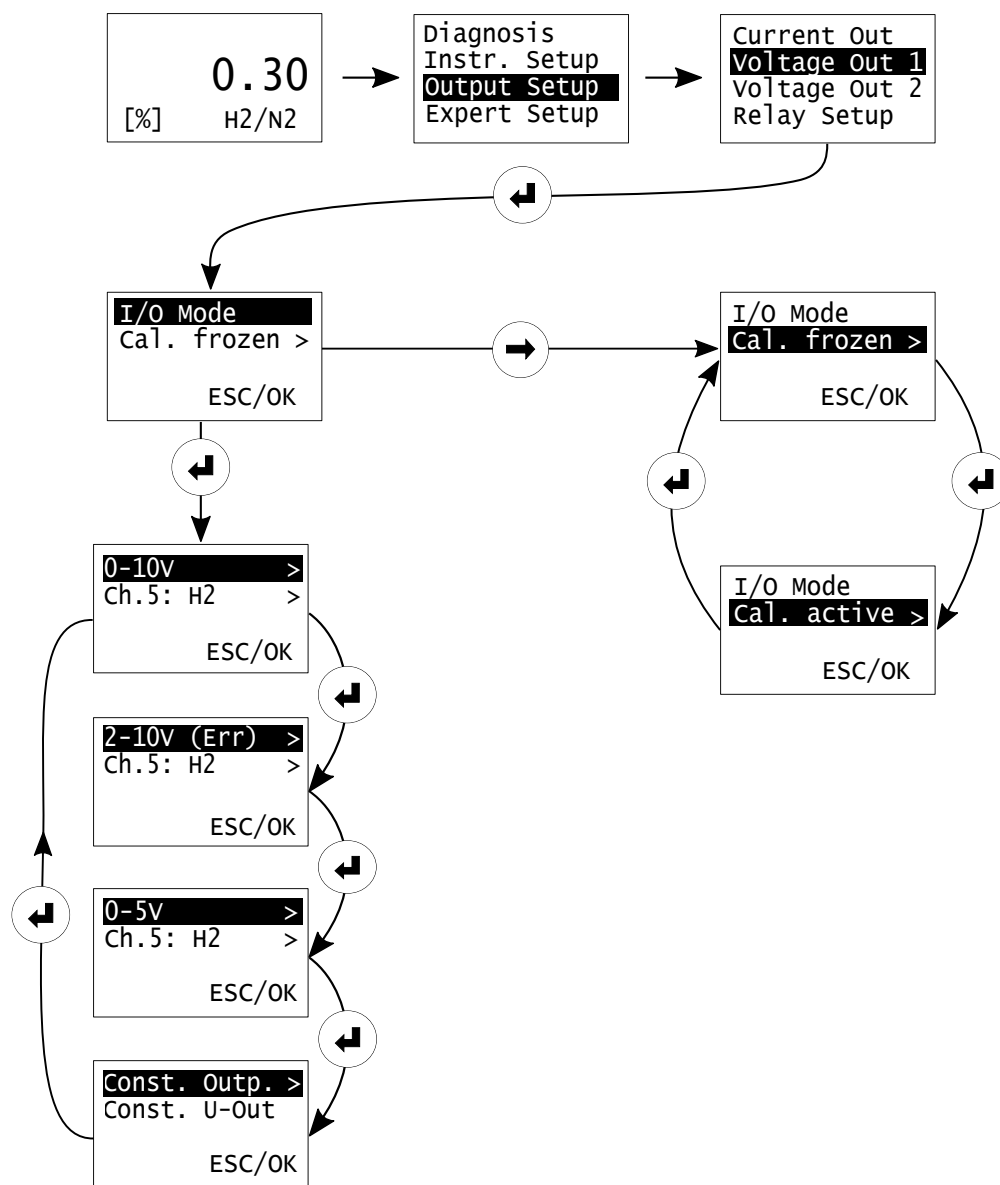 0.30
[%] H2/N2
Diagnosis
Instr. Setup
Output Setup
Expert Setup
Current Out
Voltage Out 1
Voltage Out 2
Relay Setup
I/O Mode
Cal. frozen >
ESC/OK
I/O Mode
Cal. frozen >
ESC/OK
0-10V >
Ch.5: H2 >
ESC/OK
I/O Mode
Cal. active >
ESC/OK
2-10V (Err) >
Ch.5: H2 >
ESC/OK
0-5V >
Ch.5: H2 >
ESC/OK
Const. Outp. >
Const. U-Out
ESC/OK